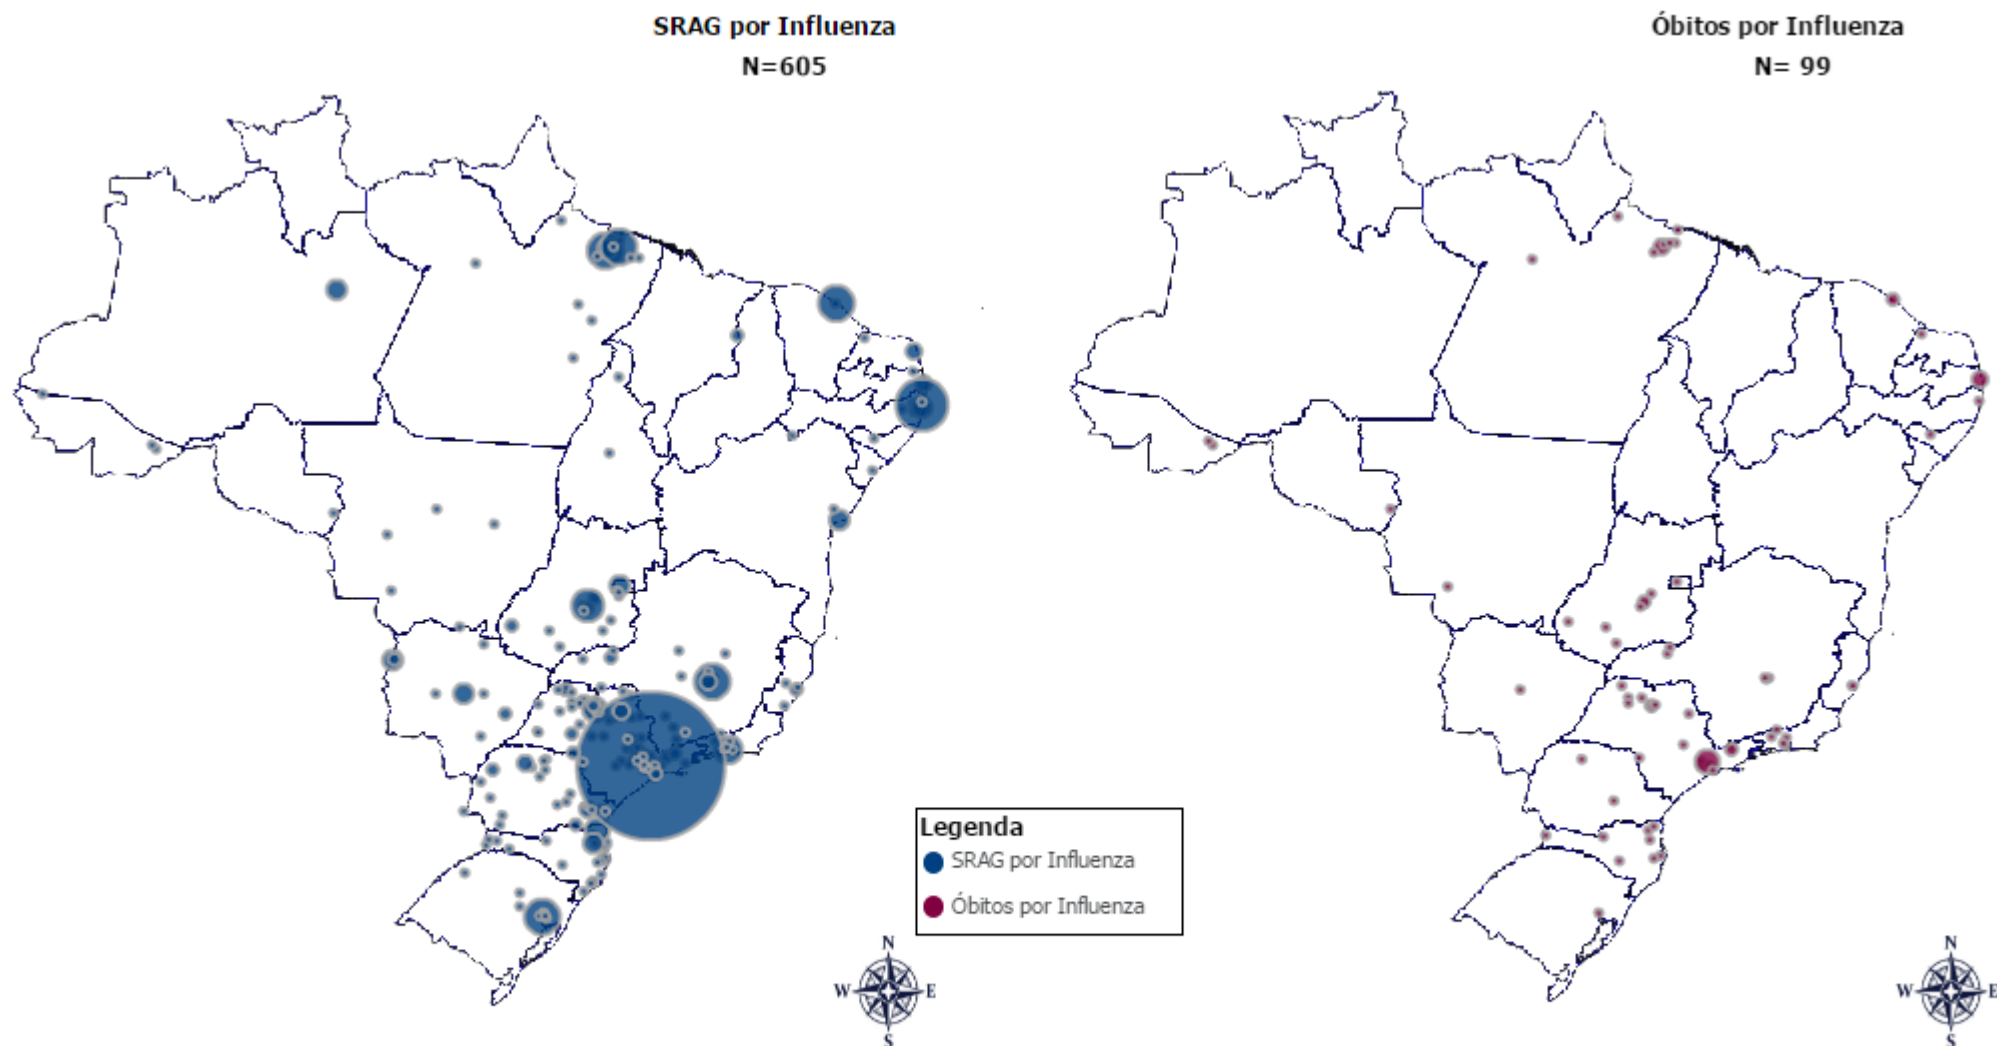 SRAG por Influenza
N=605
Óbitos por Influenza
N= 99
Legenda
SRAG por Influenza
Óbitos por Influenza
N
W E
S
N
W E
S